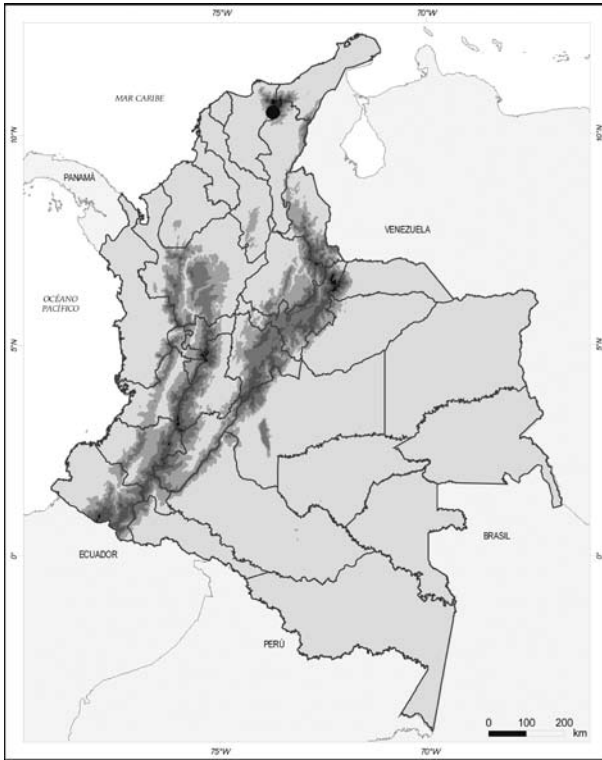 75°W 70°W
MAR CARIBE
10°N 10°N
PANAMÁ
VENEZUELA
OCÉANO
PACÍFICO
5°N 5°N
BRASIL
ECUADOR
0° 0°
PERÚ
0 100 200
km
75°W 70°W